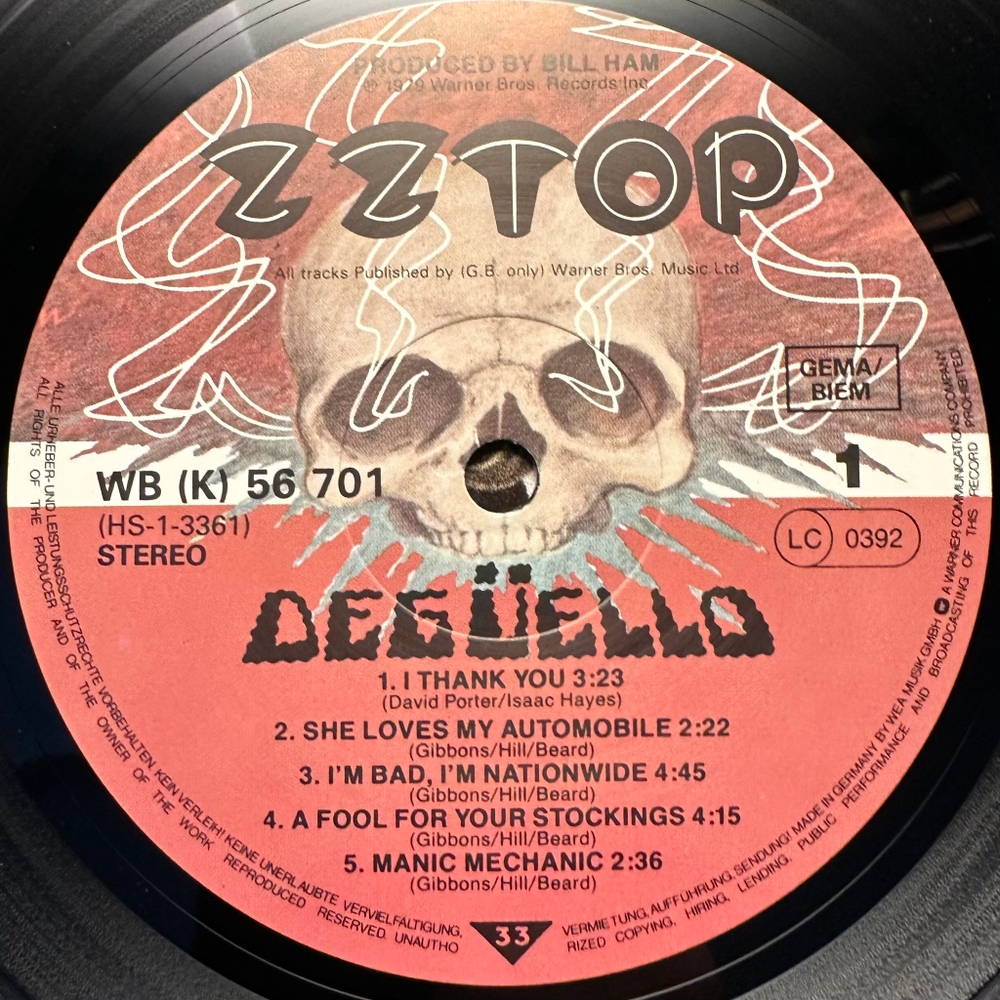 PRODUCED BY BILL HAM
℗ 1979 Warner Bros. Records Inc.
ZZ TOP
All tracks Published by (G.B. only) Warner Bros. Music Ltd
GEMA/
BIEM
WB (K) 56 701
1
(HS-1-3361)
STEREO
LC 0392
DEGÜELLO
1. I THANK YOU 3:23
(David Porter/Isaac Hayes)
2. SHE LOVES MY AUTOMOBILE 2:22
(Gibbons/Hill/Beard)
3. I'M BAD, I'M NATIONWIDE 4:45
(Gibbons/Hill/Beard)
4. A FOOL FOR YOUR STOCKINGS 4:15
(Gibbons/Hill/Beard)
5. MANIC MECHANIC 2:36
(Gibbons/Hill/Beard)
33
ALLE URHEBER- UND LEISTUNGSSCHUTZRECHTE VORBEHALTEN. KEIN VERLEIH! KEINE UNERLAUBTE VERVIELFÄLTIGUNG, VERMIETUNG, AUFFÜHRUNG, SENDUNG! MADE IN GERMANY BY WEA MUSIK GMBH A WARNER COMMUNICATIONS COMPANY
ALL RIGHTS OF THE PRODUCER AND OF THE OWNER OF THE WORK REPRODUCED RESERVED. UNAUTHORIZED COPYING, HIRING, LENDING, PUBLIC PERFORMANCE AND BROADCASTING OF THIS RECORD PROHIBITED